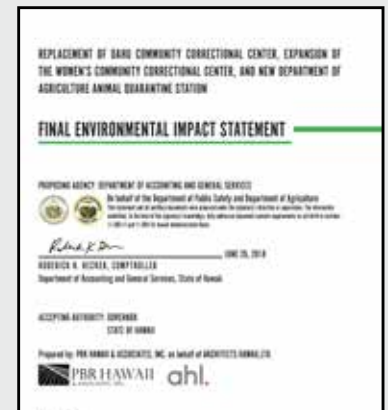 REPLACEMENT OF OAHU COMMUNITY CORRECTIONAL CENTER, EXPANSION OF
THE WOMEN'S COMMUNITY CORRECTIONAL CENTER, AND NEW DEPARTMENT OF
AGRICULTURE ANIMAL QUARANTINE STATION
FINAL ENVIRONMENTAL IMPACT STATEMENT
PROPOSING AGENCY: DEPARTMENT OF ACCOUNTING AND GENERAL SERVICES
On behalf of the Department of Public Safety and Department of Agriculture
JUNE 25, 2018
RODERICK K. BECKER, COMPTROLLER
Department of Accounting and General Services, State of Hawaii
ACCEPTING AUTHORITY: GOVERNOR
STATE OF HAWAII
Prepared by: PBR HAWAII & ASSOCIATES, INC. on behalf of ARCHITECTS HAWAII, LTD.
PBR HAWAII
ahl.